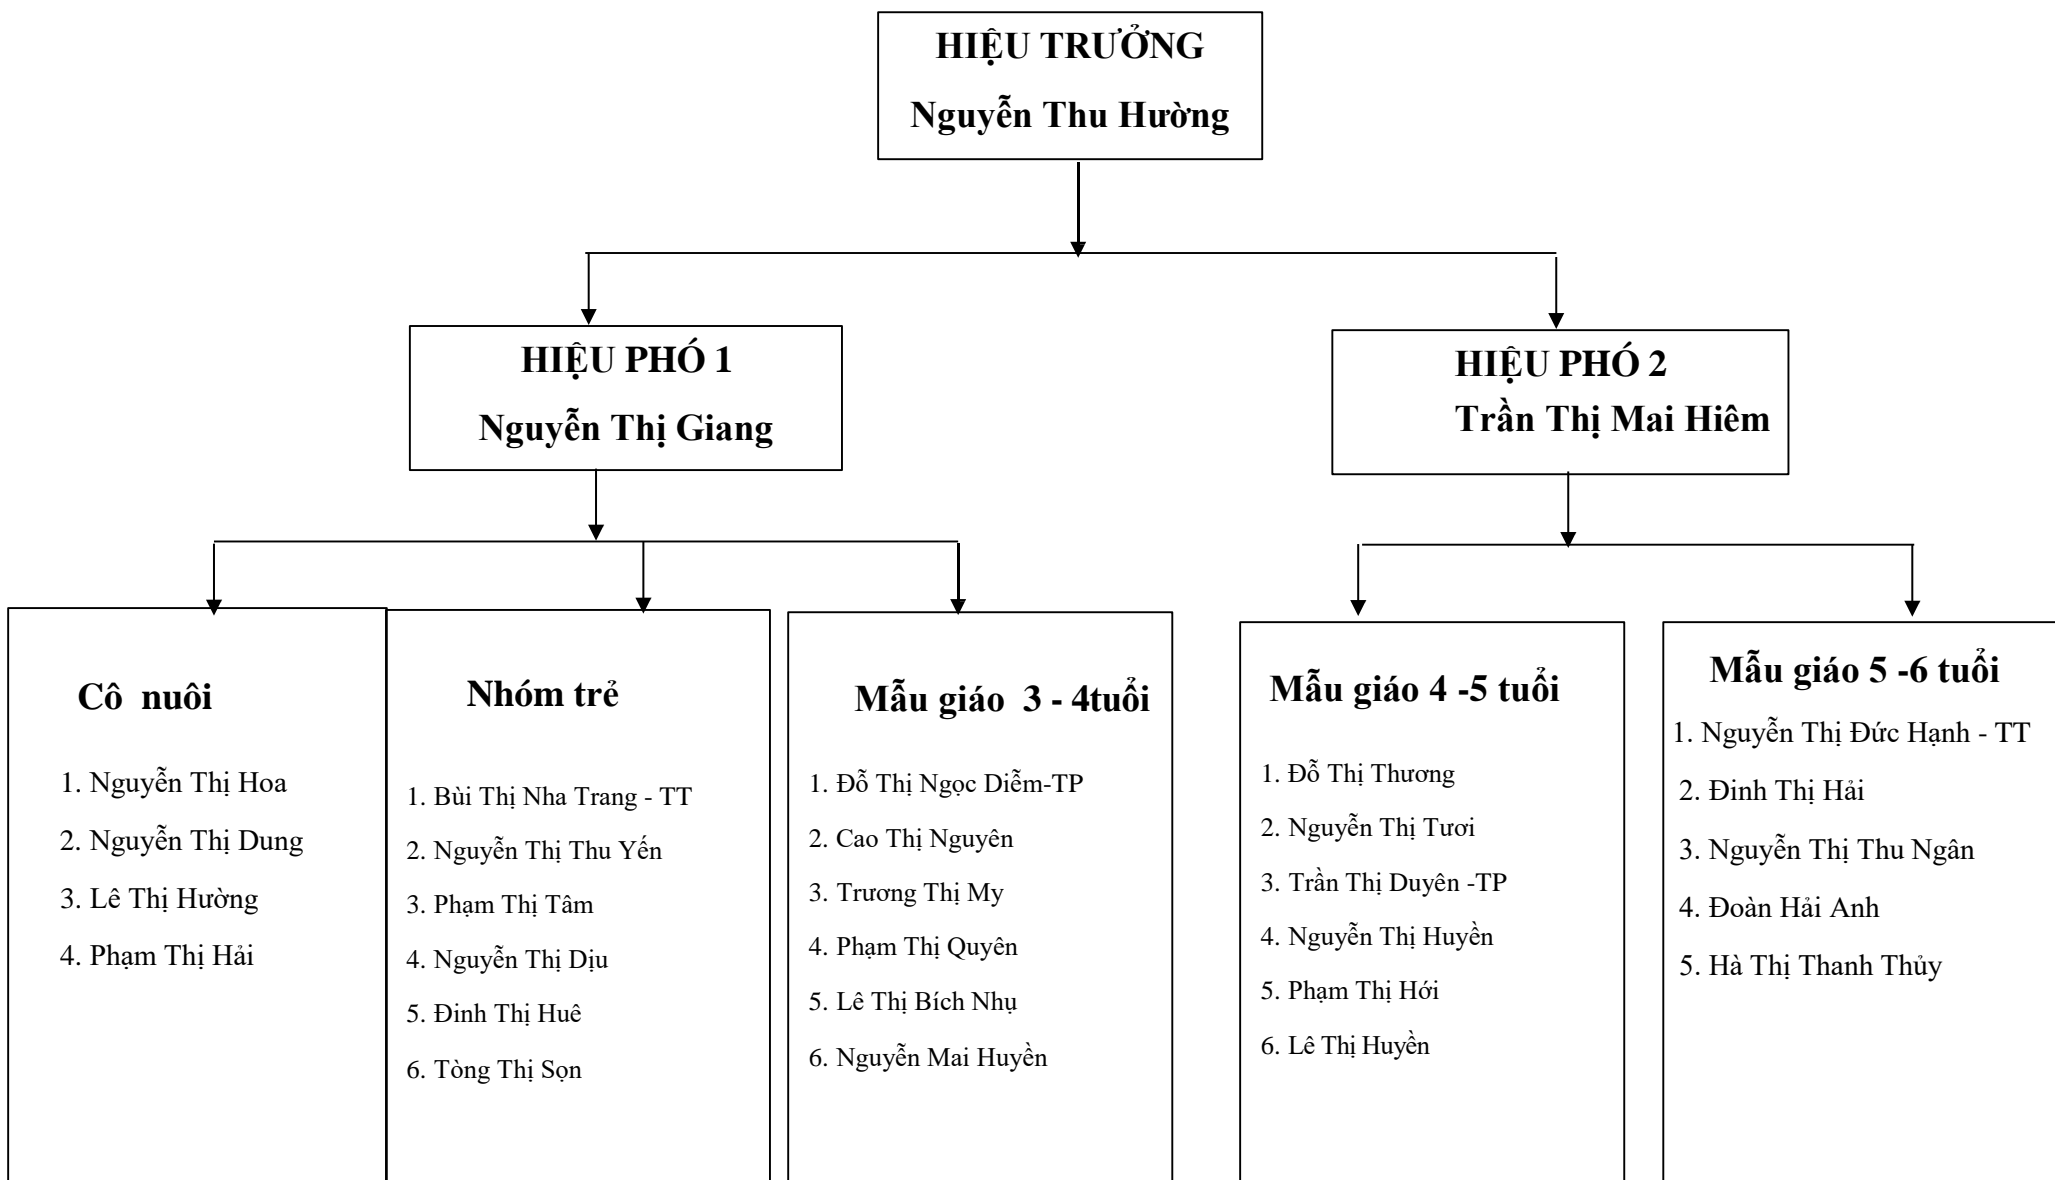 HIỆU TRƯỞNG
Nguyễn Thu Hường
HIỆU PHÓ 1
Nguyễn Thị Giang
HIỆU PHÓ 2
Trần Thị Mai Hiêm
Cô nuôi
1. Nguyễn Thị Hoa
2. Nguyễn Thị Dung
3. Lê Thị Hường
4. Phạm Thị Hải
Nhóm trẻ
1. Bùi Thị Nha Trang - TT
2. Nguyễn Thị Thu Yến
3. Phạm Thị Tâm
4. Nguyễn Thị Dịu
5. Đinh Thị Huê
6. Tòng Thị Sọn
Mẫu giáo 3 - 4tuổi
1. Đỗ Thị Ngọc Diễm-TP
2. Cao Thị Nguyên
3. Trương Thị My
4. Phạm Thị Quyên
5. Lê Thị Bích Nhụ
6. Nguyễn Mai Huyền
Mẫu giáo 4 -5 tuổi
1. Đỗ Thị Thương
2. Nguyễn Thị Tươi
3. Trần Thị Duyên -TP
4. Nguyễn Thị Huyền
5. Phạm Thị Hới
6. Lê Thị Huyền
Mẫu giáo 5 -6 tuổi
1. Nguyễn Thị Đức Hạnh - TT
2. Đinh Thị Hải
3. Nguyễn Thị Thu Ngân
4. Đoàn Hải Anh
5. Hà Thị Thanh Thủy